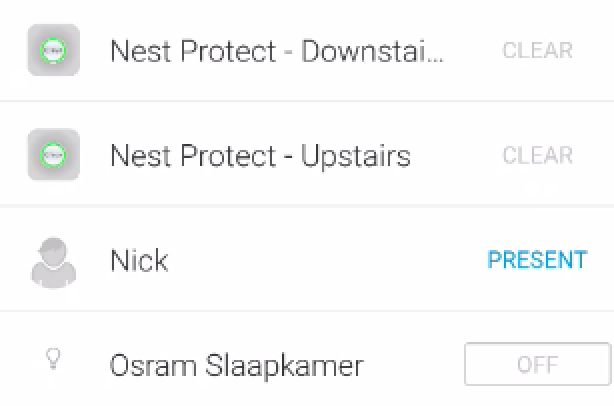 Nest Protect - Downstai... CLEAR
Nest Protect - Upstairs CLEAR
Nick PRESENT
Osram Slaapkamer OFF